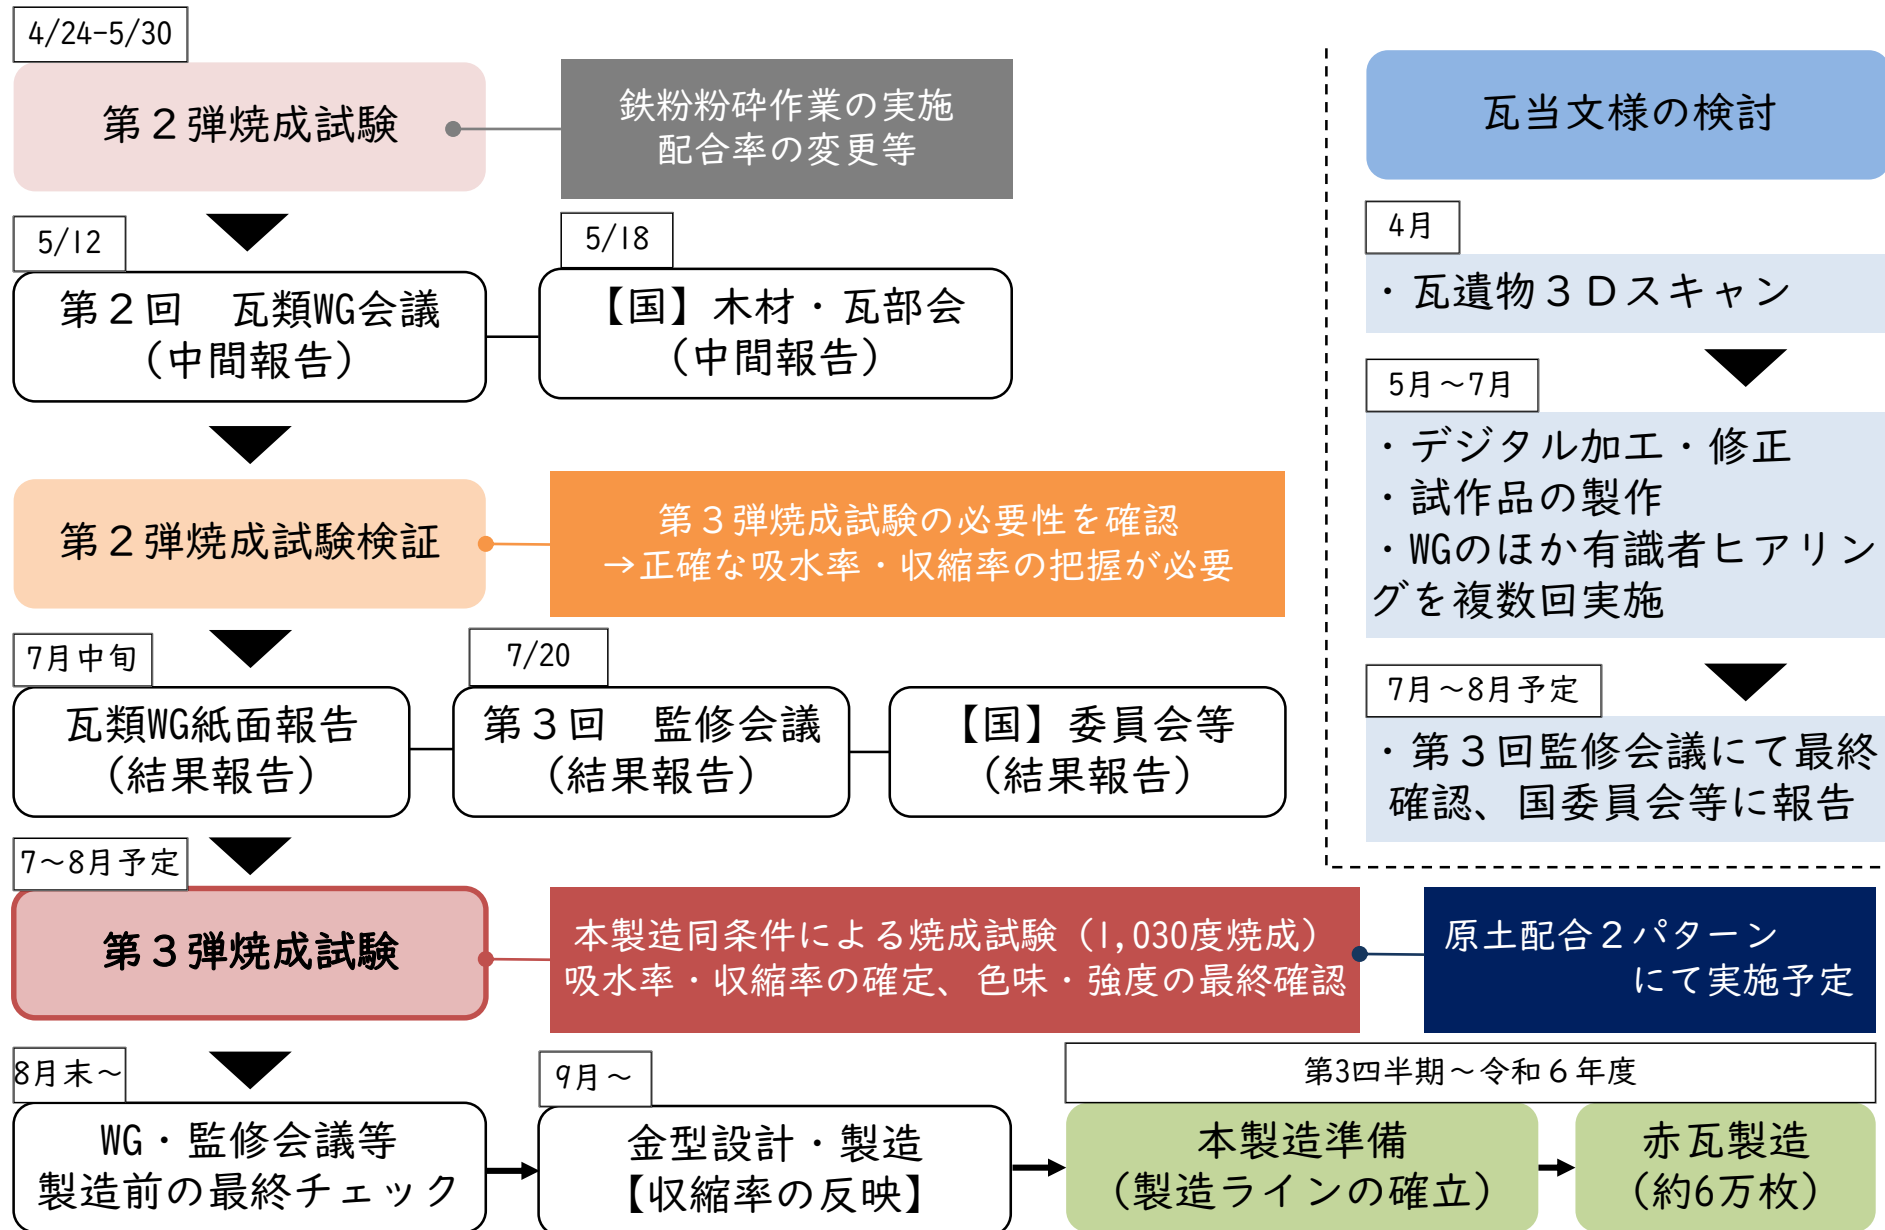 4/24-5/30
第２弾焼成試験
鉄粉粉砕作業の実施
配合率の変更等
5/12
第２回　瓦類WG会議
（中間報告）
5/18
【国】木材・瓦部会
（中間報告）
第２弾焼成試験検証
第３弾焼成試験の必要性を確認
→正確な吸水率・収縮率の把握が必要
7月中旬
瓦類WG紙面報告
（結果報告）
7/20
第３回　監修会議
（結果報告）
【国】委員会等
（結果報告）
瓦当文様の検討
4月
・瓦遺物３Ｄスキャン
5月～7月
・デジタル加工・修正
・試作品の製作
・WGのほか有識者ヒアリン
グを複数回実施
7月～8月予定
・第３回監修会議にて最終
確認、国委員会等に報告
7～8月予定
第３弾焼成試験
本製造同条件による焼成試験（1,030度焼成）
吸水率・収縮率の確定、色味・強度の最終確認
原土配合２パターン
にて実施予定
8月末～
WG・監修会議等
製造前の最終チェック
9月～
金型設計・製造
【収縮率の反映】
第3四半期～令和６年度
本製造準備
（製造ラインの確立）
赤瓦製造
（約6万枚）